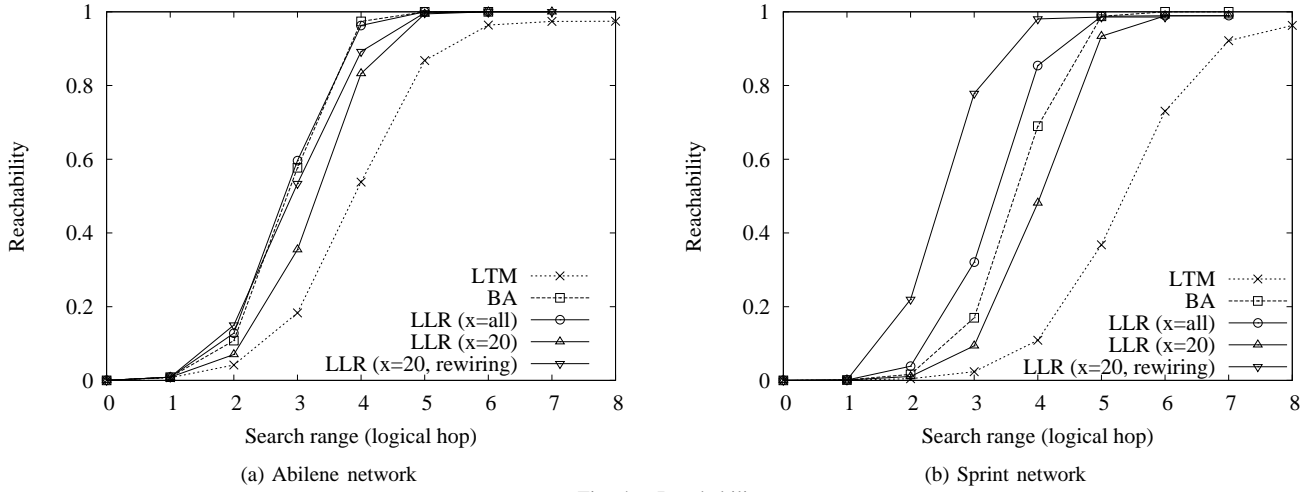 1
0.8
0.6
0.4
0.2
0
Reachability
LTM
BA
LLR (x=all)
LLR (x=20)
LLR (x=20, rewiring)
0 1 2 3 4 5 6 7 8
Search range (logical hop)
(a) Abilene network
1
0.8
0.6
0.4
0.2
0
Reachability
LTM
BA
LLR (x=all)
LLR (x=20)
LLR (x=20, rewiring)
0 1 2 3 4 5 6 7 8
Search range (logical hop)
(b) Sprint network